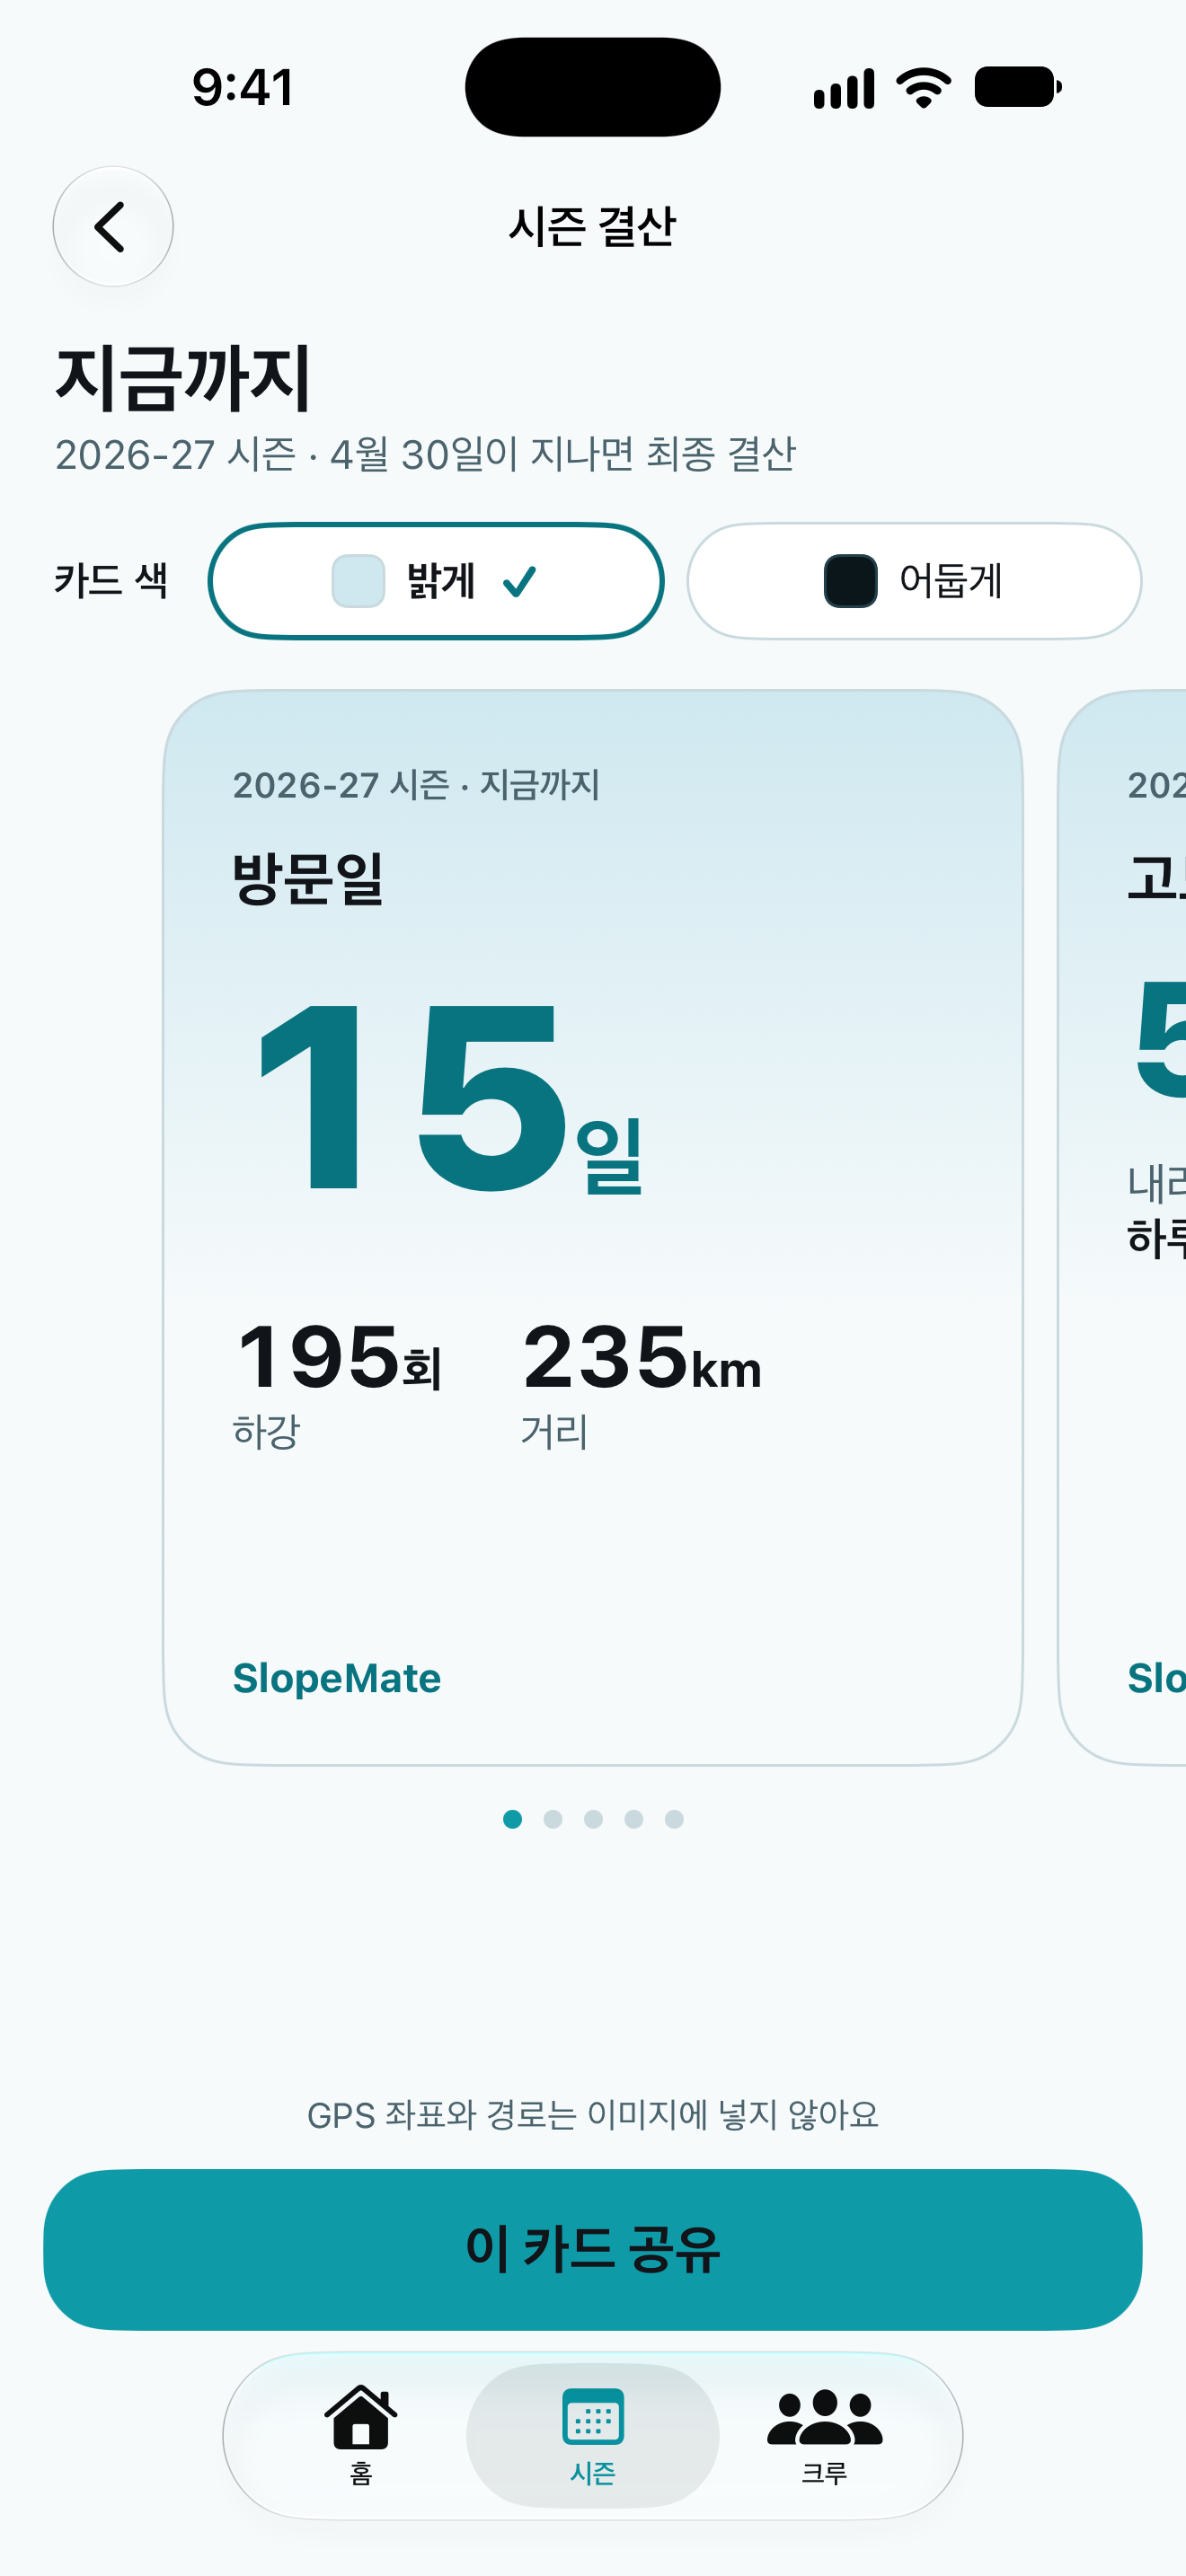 9:41
시즌 결산
지금까지
2026-27 시즌 · 4월 30일이 지나면 최종 결산
카드 색
밝게
어둡게
2026-27 시즌 · 지금까지
방문일
15일
195회
235km
하강
거리
SlopeMate
GPS 좌표와 경로는 이미지에 넣지 않아요
이 카드 공유
홈
시즌
크루